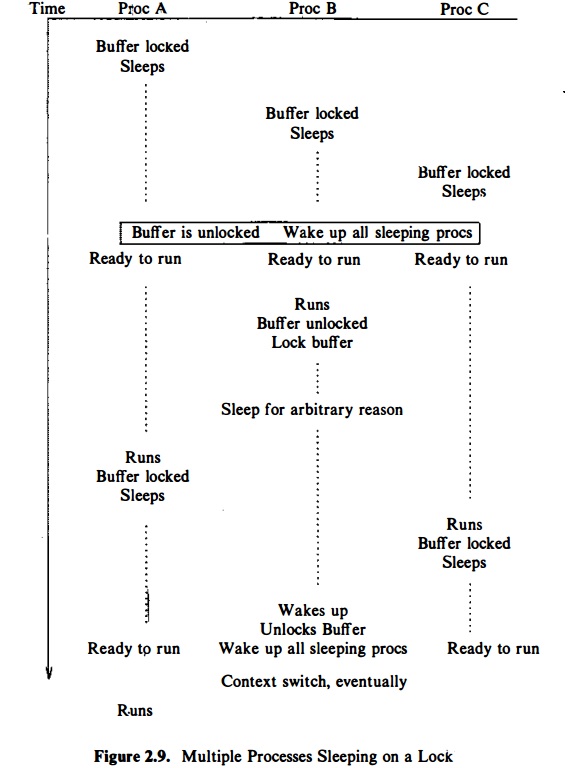 Time Proc A Proc B Proc C
Buffer locked
Sleeps
Buffer locked
Sleeps
Buffer locked
Sleeps
Buffer is unlocked Wake up all sleeping procs
Ready to run Ready to run Ready to run
Runs
Buffer unlocked
Lock buffer
Sleep for arbitrary reason
Runs
Buffer locked
Sleeps
Runs
Buffer locked
Sleeps
Wakes up
Unlocks Buffer
Ready to run Wake up all sleeping procs Ready to run
Context switch, eventually
Runs
Figure 2.9. Multiple Processes Sleeping on a Lock